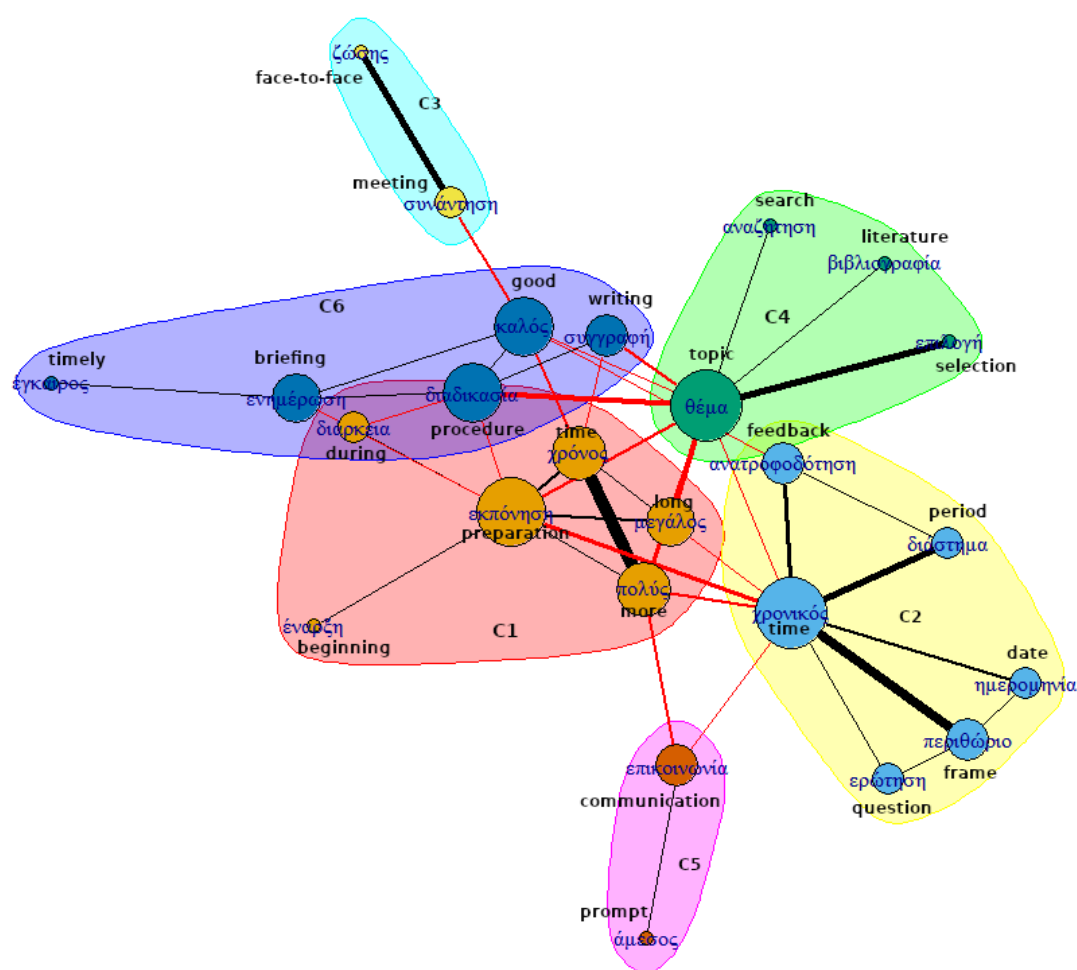 ζώσης
face-to-face
C3
meeting
συνάντηση
search
αναζήτηση
literature
βιβλιογραφία
C4
επιλογή
selection
topic
θέμα
good
καλός
writing
συγγραφή
C6
timely
έγκαιρος
briefing
ενημέρωση
διαδικασία
procedure
διάρκεια
during
time
χρόνος
εκπόνηση
preparation
long
μεγάλος
πολύς
more
έναρξη
beginning
C1
feedback
ανατροφοδότηση
period
διάστημα
χρονικός
time
C2
date
ημερομηνία
περιθώριο
frame
ερώτηση
question
επικοινωνία
communication
C5
prompt
άμεσος